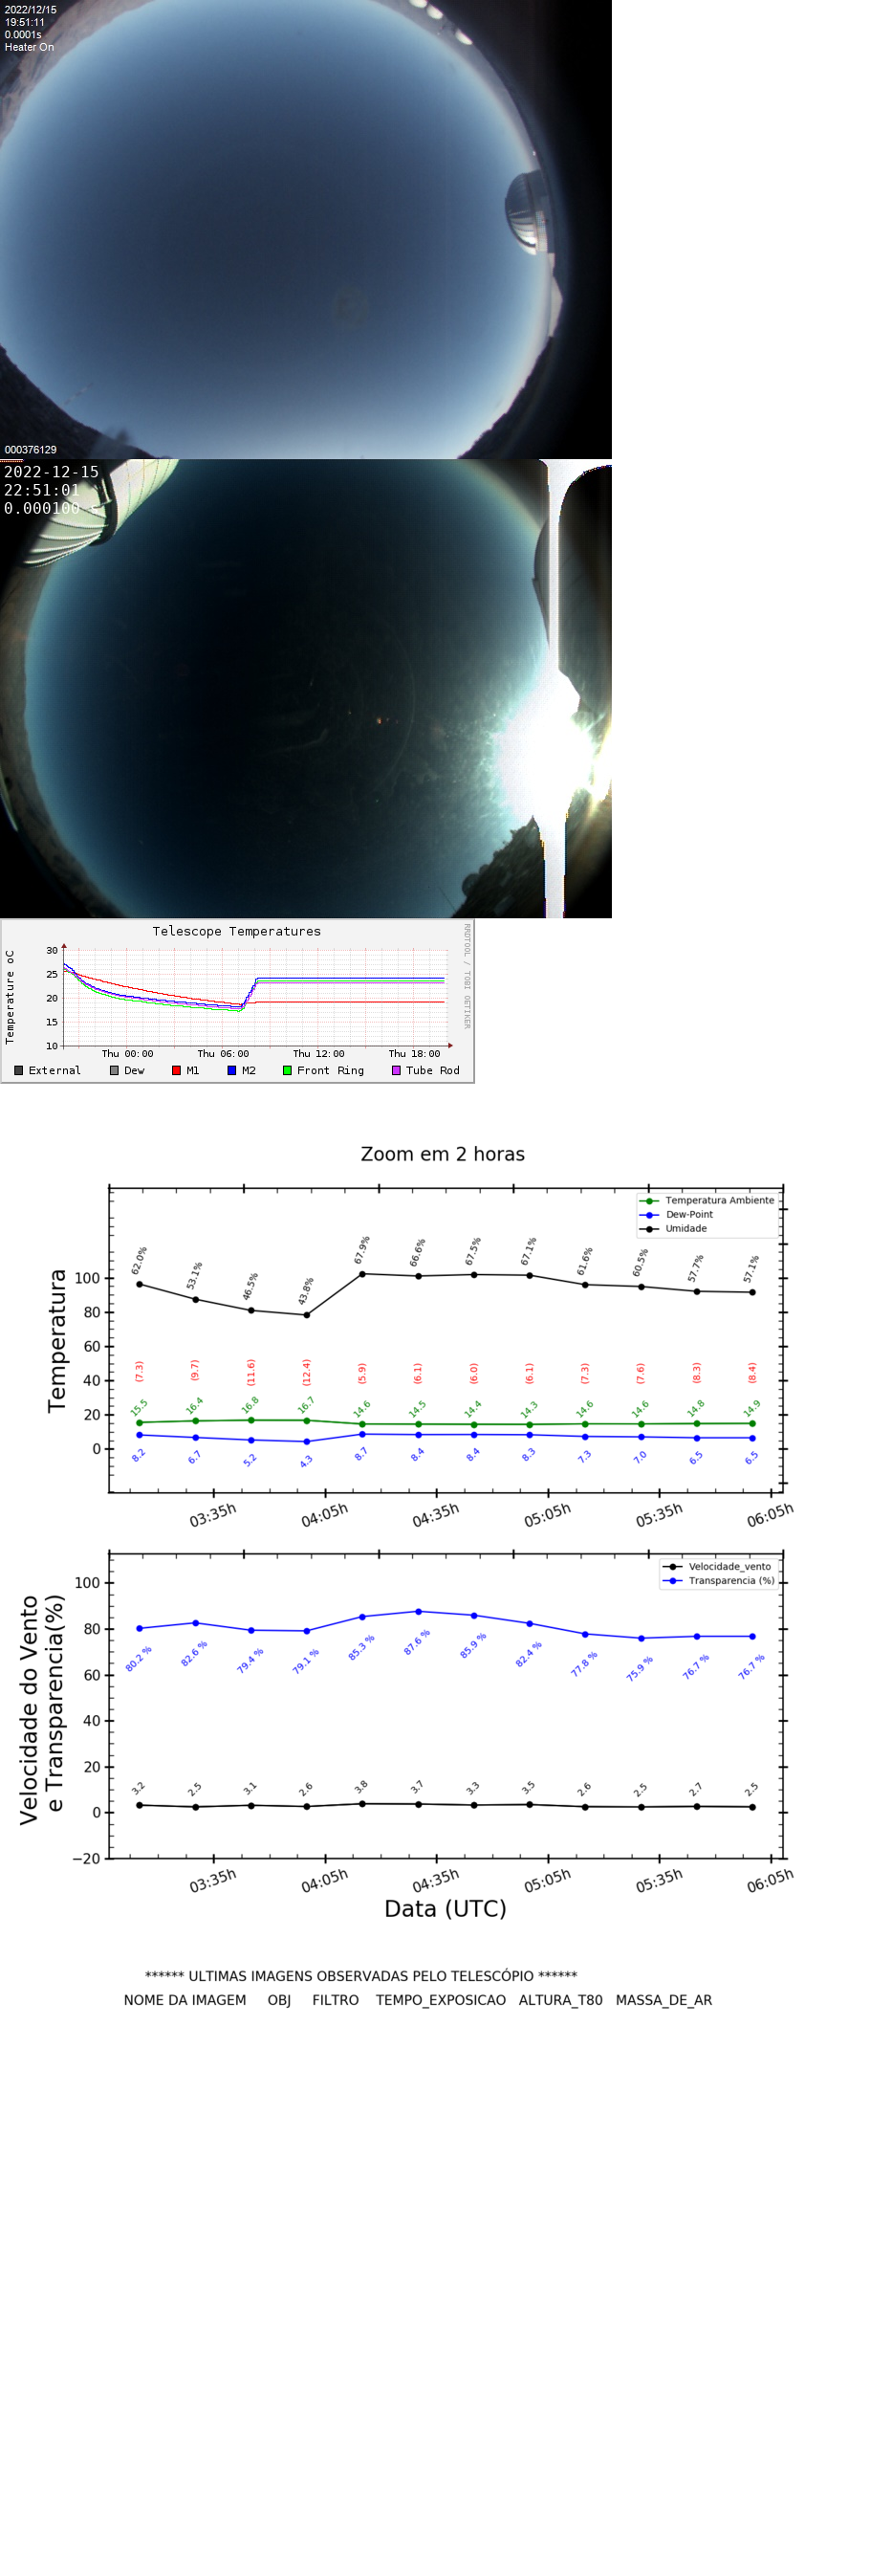 2022/12/15
19:51:11
0.0001s
Heater On
000376129
2022-12-15
22:51:01
0.000100 s
Telescope Temperatures
RRDTOOL / TOBI OETIKER
Temperature oC
30
25
20
15
10
Thu 00:00 Thu 06:00 Thu 12:00 Thu 18:00
External Dew M1 M2 Front Ring Tube Rod
Zoom em 2 horas
Temperatura Ambiente
Dew-Point
Umidade
Temperatura
100
80
60
40
20
0
62.0% 53.1% 46.5% 43.8% 67.9% 66.6% 67.5% 67.1% 61.6% 60.5% 57.7% 57.1%
(7.3) (9.7) (11.6) (12.4) (5.9) (6.1) (6.0) (6.1) (7.3) (7.6) (8.3) (8.4)
15.5 16.4 16.8 16.7 14.6 14.5 14.4 14.3 14.6 14.6 14.8 14.9
8.2 6.7 5.2 4.3 8.7 8.4 8.4 8.3 7.3 7.0 6.5 6.5
03:35h 04:05h 04:35h 05:05h 05:35h 06:05h
Velocidade_vento
Transparencia (%)
Velocidade do Vento
e Transparencia(%)
100
80
60
40
20
0
−20
80.2 % 82.6 % 79.4 % 79.1 % 85.3 % 87.6 % 85.9 % 82.4 % 77.8 % 75.9 % 76.7 % 76.7 %
3.2 2.5 3.1 2.6 3.8 3.7 3.3 3.5 2.6 2.5 2.7 2.5
03:35h 04:05h 04:35h 05:05h 05:35h 06:05h
Data (UTC)
****** ULTIMAS IMAGENS OBSERVADAS PELO TELESCÓPIO ******
NOME DA IMAGEM OBJ FILTRO TEMPO_EXPOSICAO ALTURA_T80 MASSA_DE_AR